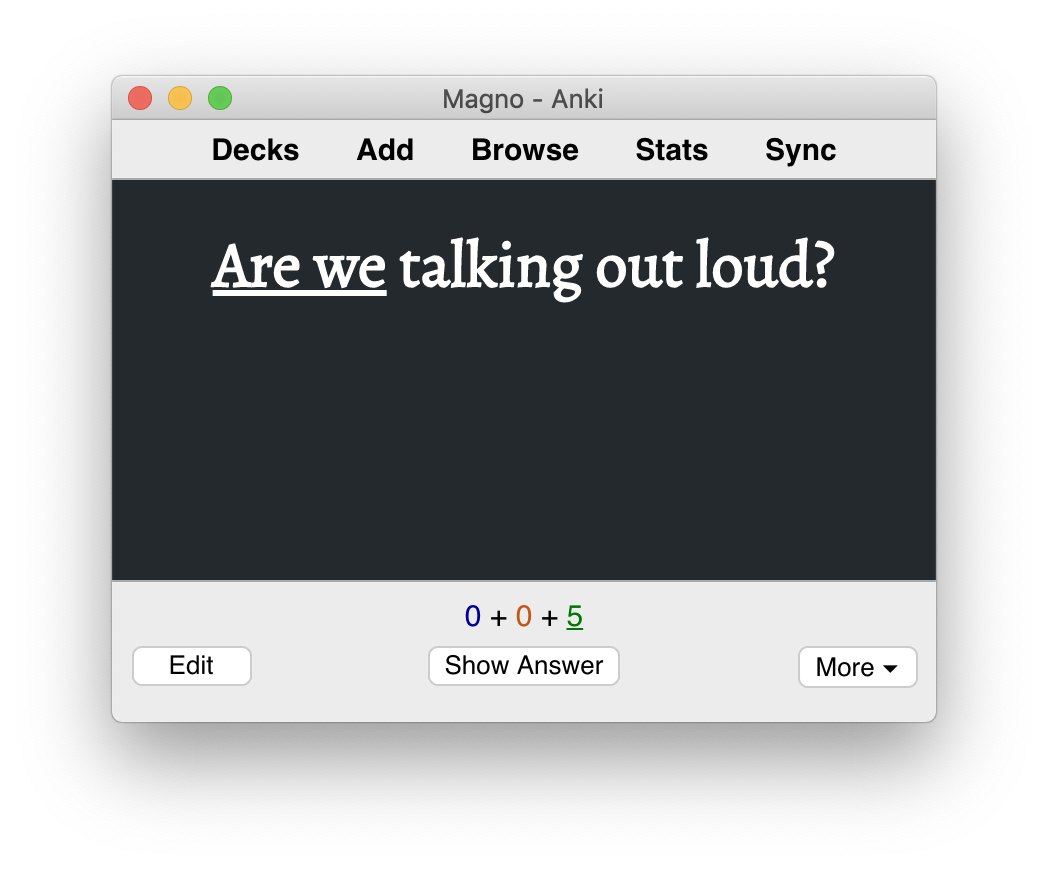 Magno - Anki
Decks Add Browse Stats Sync
Are we talking out loud?
0 + 0 + 5
Edit Show Answer More